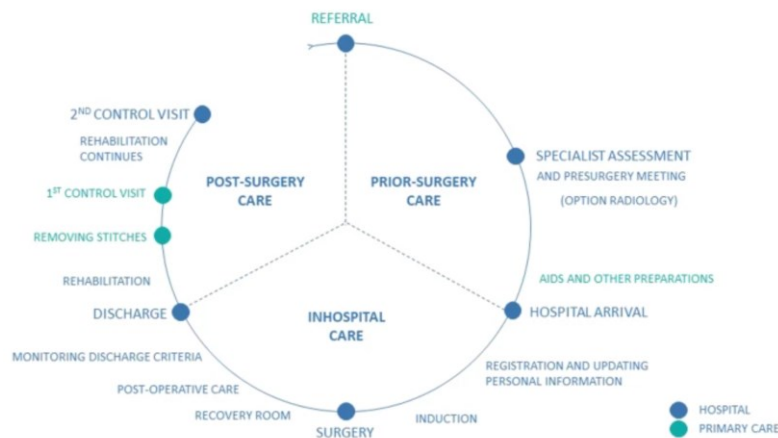 REFERRAL
SPECIALIST ASSESSMENT
AND PRESURGERY MEETING
(OPTION RADIOLOGY)
AIDS AND OTHER PREPARATIONS
HOSPITAL ARRIVAL
REGISTRATION AND UPDATING
PERSONAL INFORMATION
INDUCTION
SURGERY
RECOVERY ROOM
POST-OPERATIVE CARE
MONITORING DISCHARGE CRITERIA
DISCHARGE
REHABILITATION
REMOVING STITCHES
1ST CONTROL VISIT
REHABILITATION
CONTINUES
2ND CONTROL VISIT
POST-SURGERY
CARE
PRIOR-SURGERY
CARE
INHOSPITAL
CARE
HOSPITAL
PRIMARY CARE